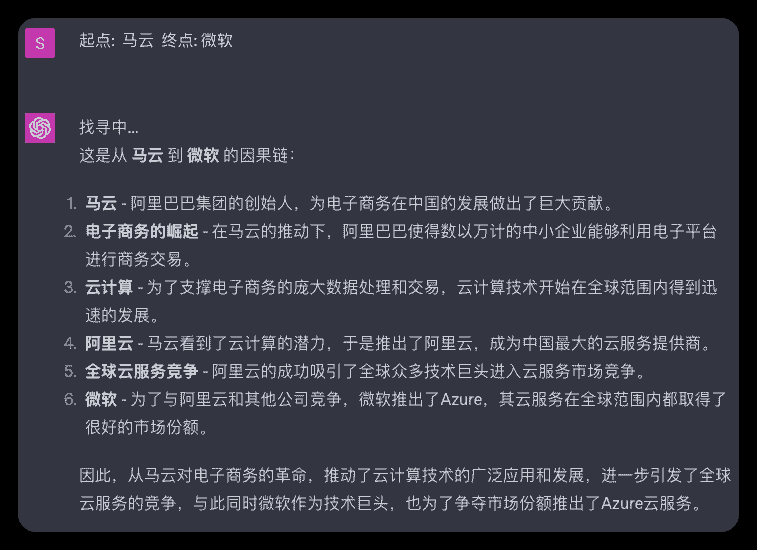 S
起点: 马云 终点: 微软
找寻中...
这是从 马云 到 微软 的因果链:
1. 马云 - 阿里巴巴集团的创始人，为电子商务在中国的发展做出了巨大贡献。
2. 电子商务的崛起 - 在马云的推动下，阿里巴巴使得数以万计的中小企业能够利用电子平台
进行商务交易。
3. 云计算 - 为了支撑电子商务的庞大数据处理和交易，云计算技术开始在全球范围内得到迅
速的发展。
4. 阿里云 - 马云看到了云计算的潜力，于是推出了阿里云，成为中国最大的云服务提供商。
5. 全球云服务竞争 - 阿里云的成功吸引了全球众多技术巨头进入云服务市场竞争。
6. 微软 - 为了与阿里云和其他公司竞争，微软推出了Azure，其云服务在全球范围内都取得了
很好的市场份额。
因此，从马云对电子商务的革命，推动了云计算技术的广泛应用和发展，进一步引发了全球
云服务的竞争，与此同时微软作为技术巨头，也为了争夺市场份额推出了Azure云服务。